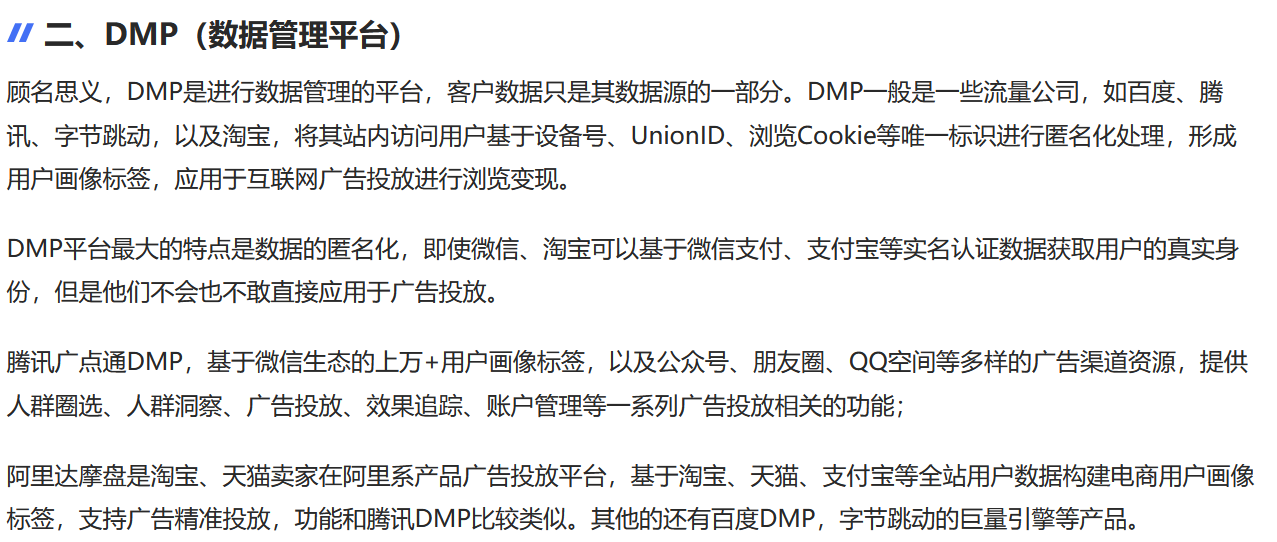 二、DMP（数据管理平台）
顾名思义，DMP是进行数据管理的平台，客户数据只是其数据源的一部分。DMP一般是一些流量公司，如百度、腾
讯、字节跳动，以及淘宝，将其站内访问用户基于设备号、UnionID、浏览Cookie等唯一标识进行匿名化处理，形成
用户画像标签，应用于互联网广告投放进行浏览变现。
DMP平台最大的特点是数据的匿名化，即使微信、淘宝可以基于微信支付、支付宝等实名认证数据获取用户的真实身
份，但是他们不会也不敢直接应用于广告投放。
腾讯广点通DMP，基于微信生态的上万+用户画像标签，以及公众号、朋友圈、QQ空间等多样的广告渠道资源，提供
人群圈选、人群洞察、广告投放、效果追踪、账户管理等一系列广告投放相关的功能；
阿里达摩盘是淘宝、天猫卖家在阿里系产品广告投放平台，基于淘宝、天猫、支付宝等全站用户数据构建电商用户画像
标签，支持广告精准投放，功能和腾讯DMP比较类似。其他的还有百度DMP，字节跳动的巨量引擎等产品。